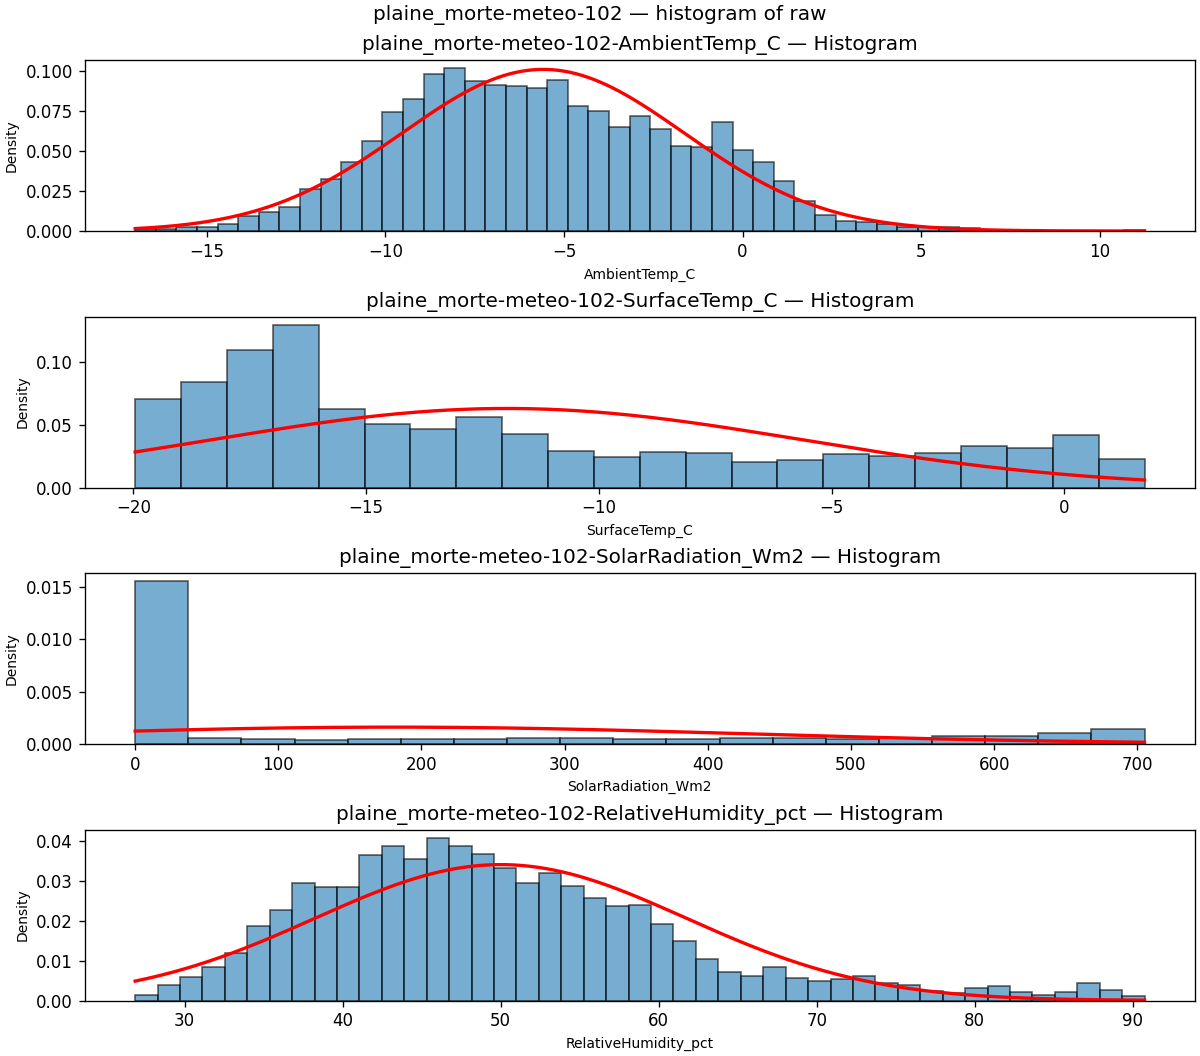 plaine_morte-meteo-102 — histogram of raw
plaine_morte-meteo-102-AmbientTemp_C — Histogram
0.100
0.075
0.050
0.025
0.000
Density
−15 −10 −5 0 5 10
AmbientTemp_C
plaine_morte-meteo-102-SurfaceTemp_C — Histogram
0.10
0.05
0.00
Density
−20 −15 −10 −5 0
SurfaceTemp_C
plaine_morte-meteo-102-SolarRadiation_Wm2 — Histogram
0.015
0.010
0.005
0.000
Density
0 100 200 300 400 500 600 700
SolarRadiation_Wm2
plaine_morte-meteo-102-RelativeHumidity_pct — Histogram
0.04
0.03
0.02
0.01
0.00
Density
30 40 50 60 70 80 90
RelativeHumidity_pct